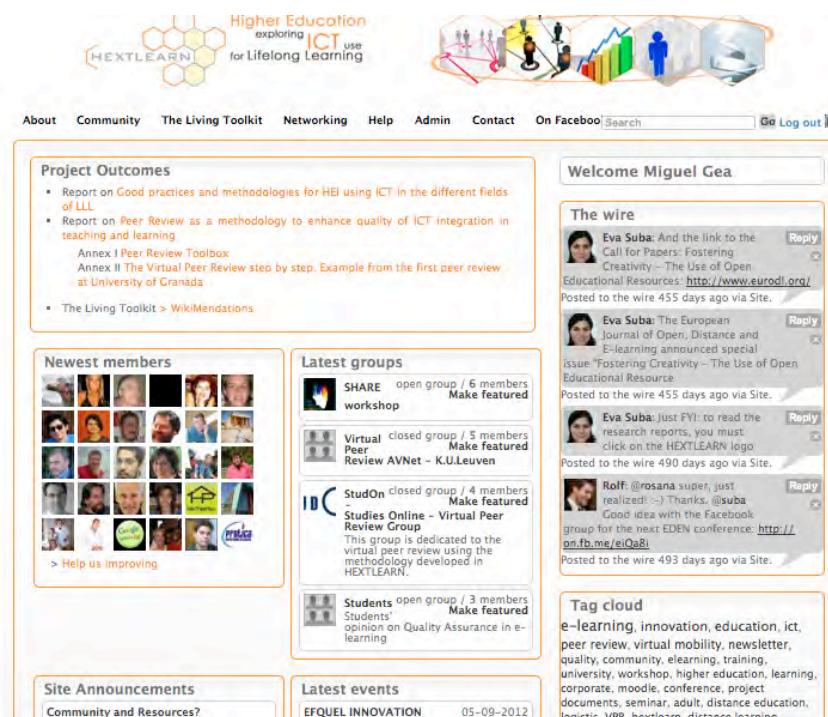 Higher Education
exploring ICT use
for Lifelong Learning
HEXTLEARN
About Community The Living Toolkit Networking Help Admin Contact On Faceboo Search Go Log out
Project Outcomes
Report on Good practices and methodologies for HEI using ICT in the different fields
of LLL
Report on Peer Review as a methodology to enhance quality of ICT integration in
teaching and learning
Annex I Peer Review Toolbox
Annex II The Virtual Peer Review step by step. Example from the first peer review
at University of Granada
The Living Toolkit > WikiMendations
Newest members
> Help us improving
Latest groups
SHARE open group / 6 members
Make featured
workshop
Virtual closed group / 5 members
Peer Make featured
Review AVNet - K.U.Leuven
IDC
StudOn closed group / 4 members
- Make featured
Studies Online - Virtual Peer
Review Group
This group is dedicated to the
virtual peer review using the
methodology developed in
HEXTLEARN.
Students open group / 3 members
Make featured
Students'
opinion on Quality Assurance in e-
learning
Site Announcements
Community and Resources?
Latest events
EFQUEL INNOVATION 05-09-2012
Welcome Miguel Gea
The wire
Eva Suba: And the link to the Reply
Call for Papers: Fostering
Creativity - The Use of Open
Educational Resources: http://www.eurodl.org/
Posted to the wire 455 days ago via Site.
Eva Suba: The European Reply
Journal of Open, Distance and
E-learning announced special
issue "Fostering Creativity - The Use of Open
Educational Resource
Posted to the wire 455 days ago via Site.
Eva Suba: Just FYI: to read the Reply
research reports, you must
click on the HEXTLEARN logo
Posted to the wire 490 days ago via Site.
Rolf: @rosana super, just Reply
realized! :-) Thanks. @suba
Good idea with the Facebook
group for the next EDEN conference: http://
on.fb.me/eiQa8i
Posted to the wire 493 days ago via Site.
Tag cloud
e-learning, innovation, education, ict,
peer review, virtual mobility, newsletter,
quality, community, elearning, training,
university, workshop, higher education, learning,
corporate, moodle, conference, project
documents, seminar, adult, distance education,
logistic, VPR, hextlearn, distance learning